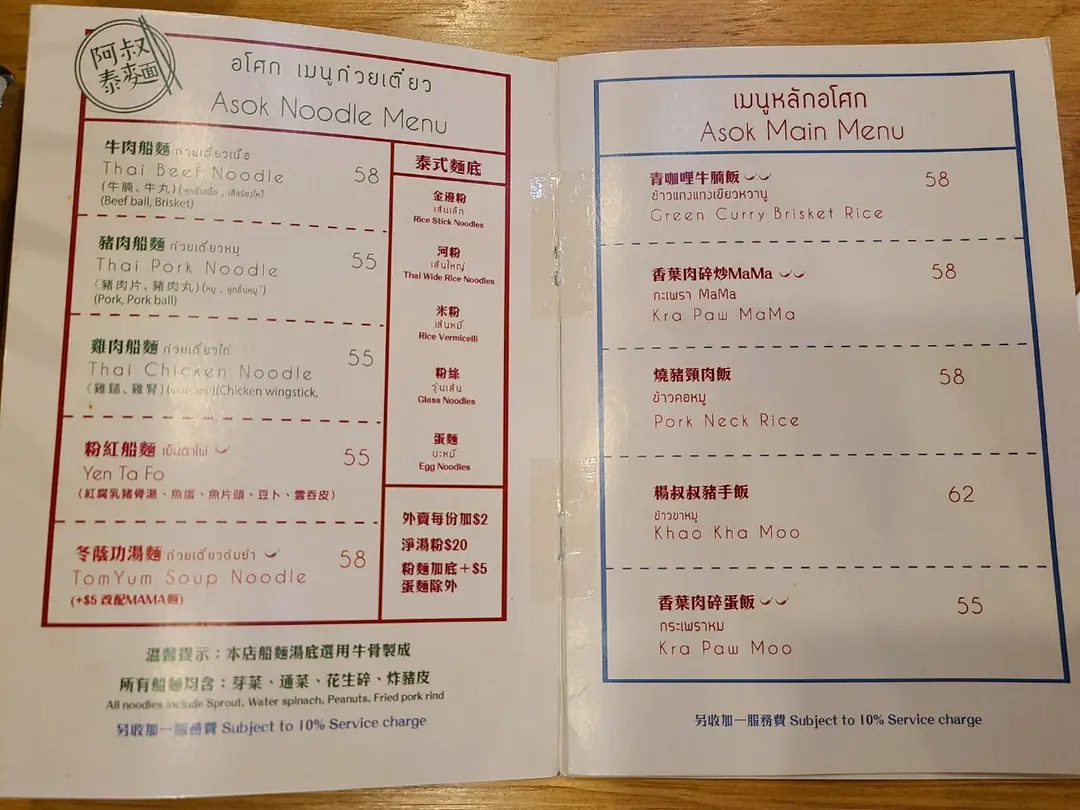 阿叔
泰麵
อโศก เมนูก๋วยเตี๋ยว
Asok Noodle Menu
牛肉船麵 ก๋วยเตี๋ยวเนื้อ
Thai Beef Noodle 58
(牛腩、牛丸)
(Beef ball, Brisket)
豬肉船麵 ก๋วยเตี๋ยวหมู
Thai Pork Noodle 55
(豬肉片、豬肉丸)(หมู , ลูกชิ้นหมู)
(Pork, Pork ball)
雞肉船麵 ก๋วยเตี๋ยวไก่
Thai Chicken Noodle 55
(雞鎚、雞腎)(Chicken wingstick,
粉紅船麵 เย็นตาโฟ
Yen Ta Fo 55
(紅腐乳豬骨湯、魚蛋、魚片頭、豆卜、雲吞皮)
冬蔭功湯麵 ก๋วยเตี๋ยวต้มยำ
TomYum Soup Noodle 58
(+$5 改配MAMA麵)
泰式麵底
金邊粉
เส้นเล็ก
Rice Stick Noodles
河粉
เส้นใหญ่
Thai Wide Rice Noodles
米粉
เส้นหมี่
Rice Vermicelli
粉絲
วุ้นเส้น
Glass Noodles
蛋麵
บะหมี่
Egg Noodles
外賣每份加$2
淨湯粉$20
粉麵加底+$5
蛋麵除外
溫馨提示：本店船麵湯底選用牛骨製成
所有船麵均含：芽菜、通菜、花生碎、炸豬皮
All noodles include Sprout, Water spinach, Peanuts, Fried pork rind
另收加一服務費 Subject to 10% Service charge
เมนูหลักอโศก
Asok Main Menu
青咖哩牛腩飯 58
ข้าวแกงแกงเขียวหวานู
Green Curry Brisket Rice
香葉肉碎炒MaMa 58
กะเพรา MaMa
Kra Paw MaMa
燒豬頸肉飯 58
ข้าวคอหมู
Pork Neck Rice
楊叔叔豬手飯 62
ข้าวขาหมู
Khao Kha Moo
香葉肉碎蛋飯 55
กระเพราหม
Kra Paw Moo
另收加一服務費 Subject to 10% Service charge